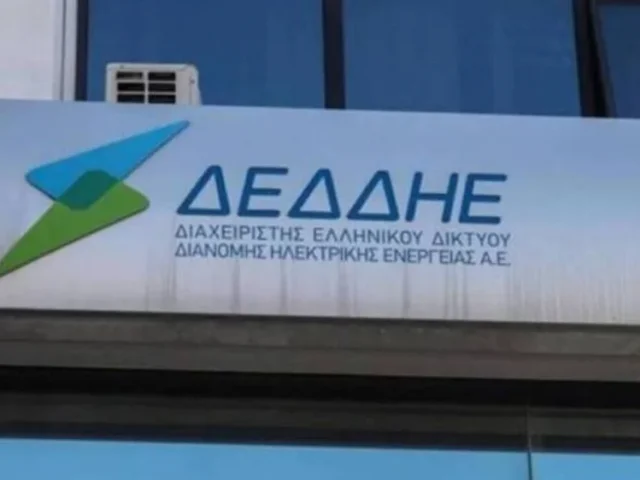 ΔΕΔΔΗΕ
ΔΙΑΧΕΙΡΙΣΤΗΣ ΕΛΛΗΝΙΚΟΥ ΔΙΚΤΥΟΥ
ΔΙΑΝΟΜΗΣ ΗΛΕΚΤΡΙΚΗΣ ΕΝΕΡΓΕΙΑΣ Α.Ε.